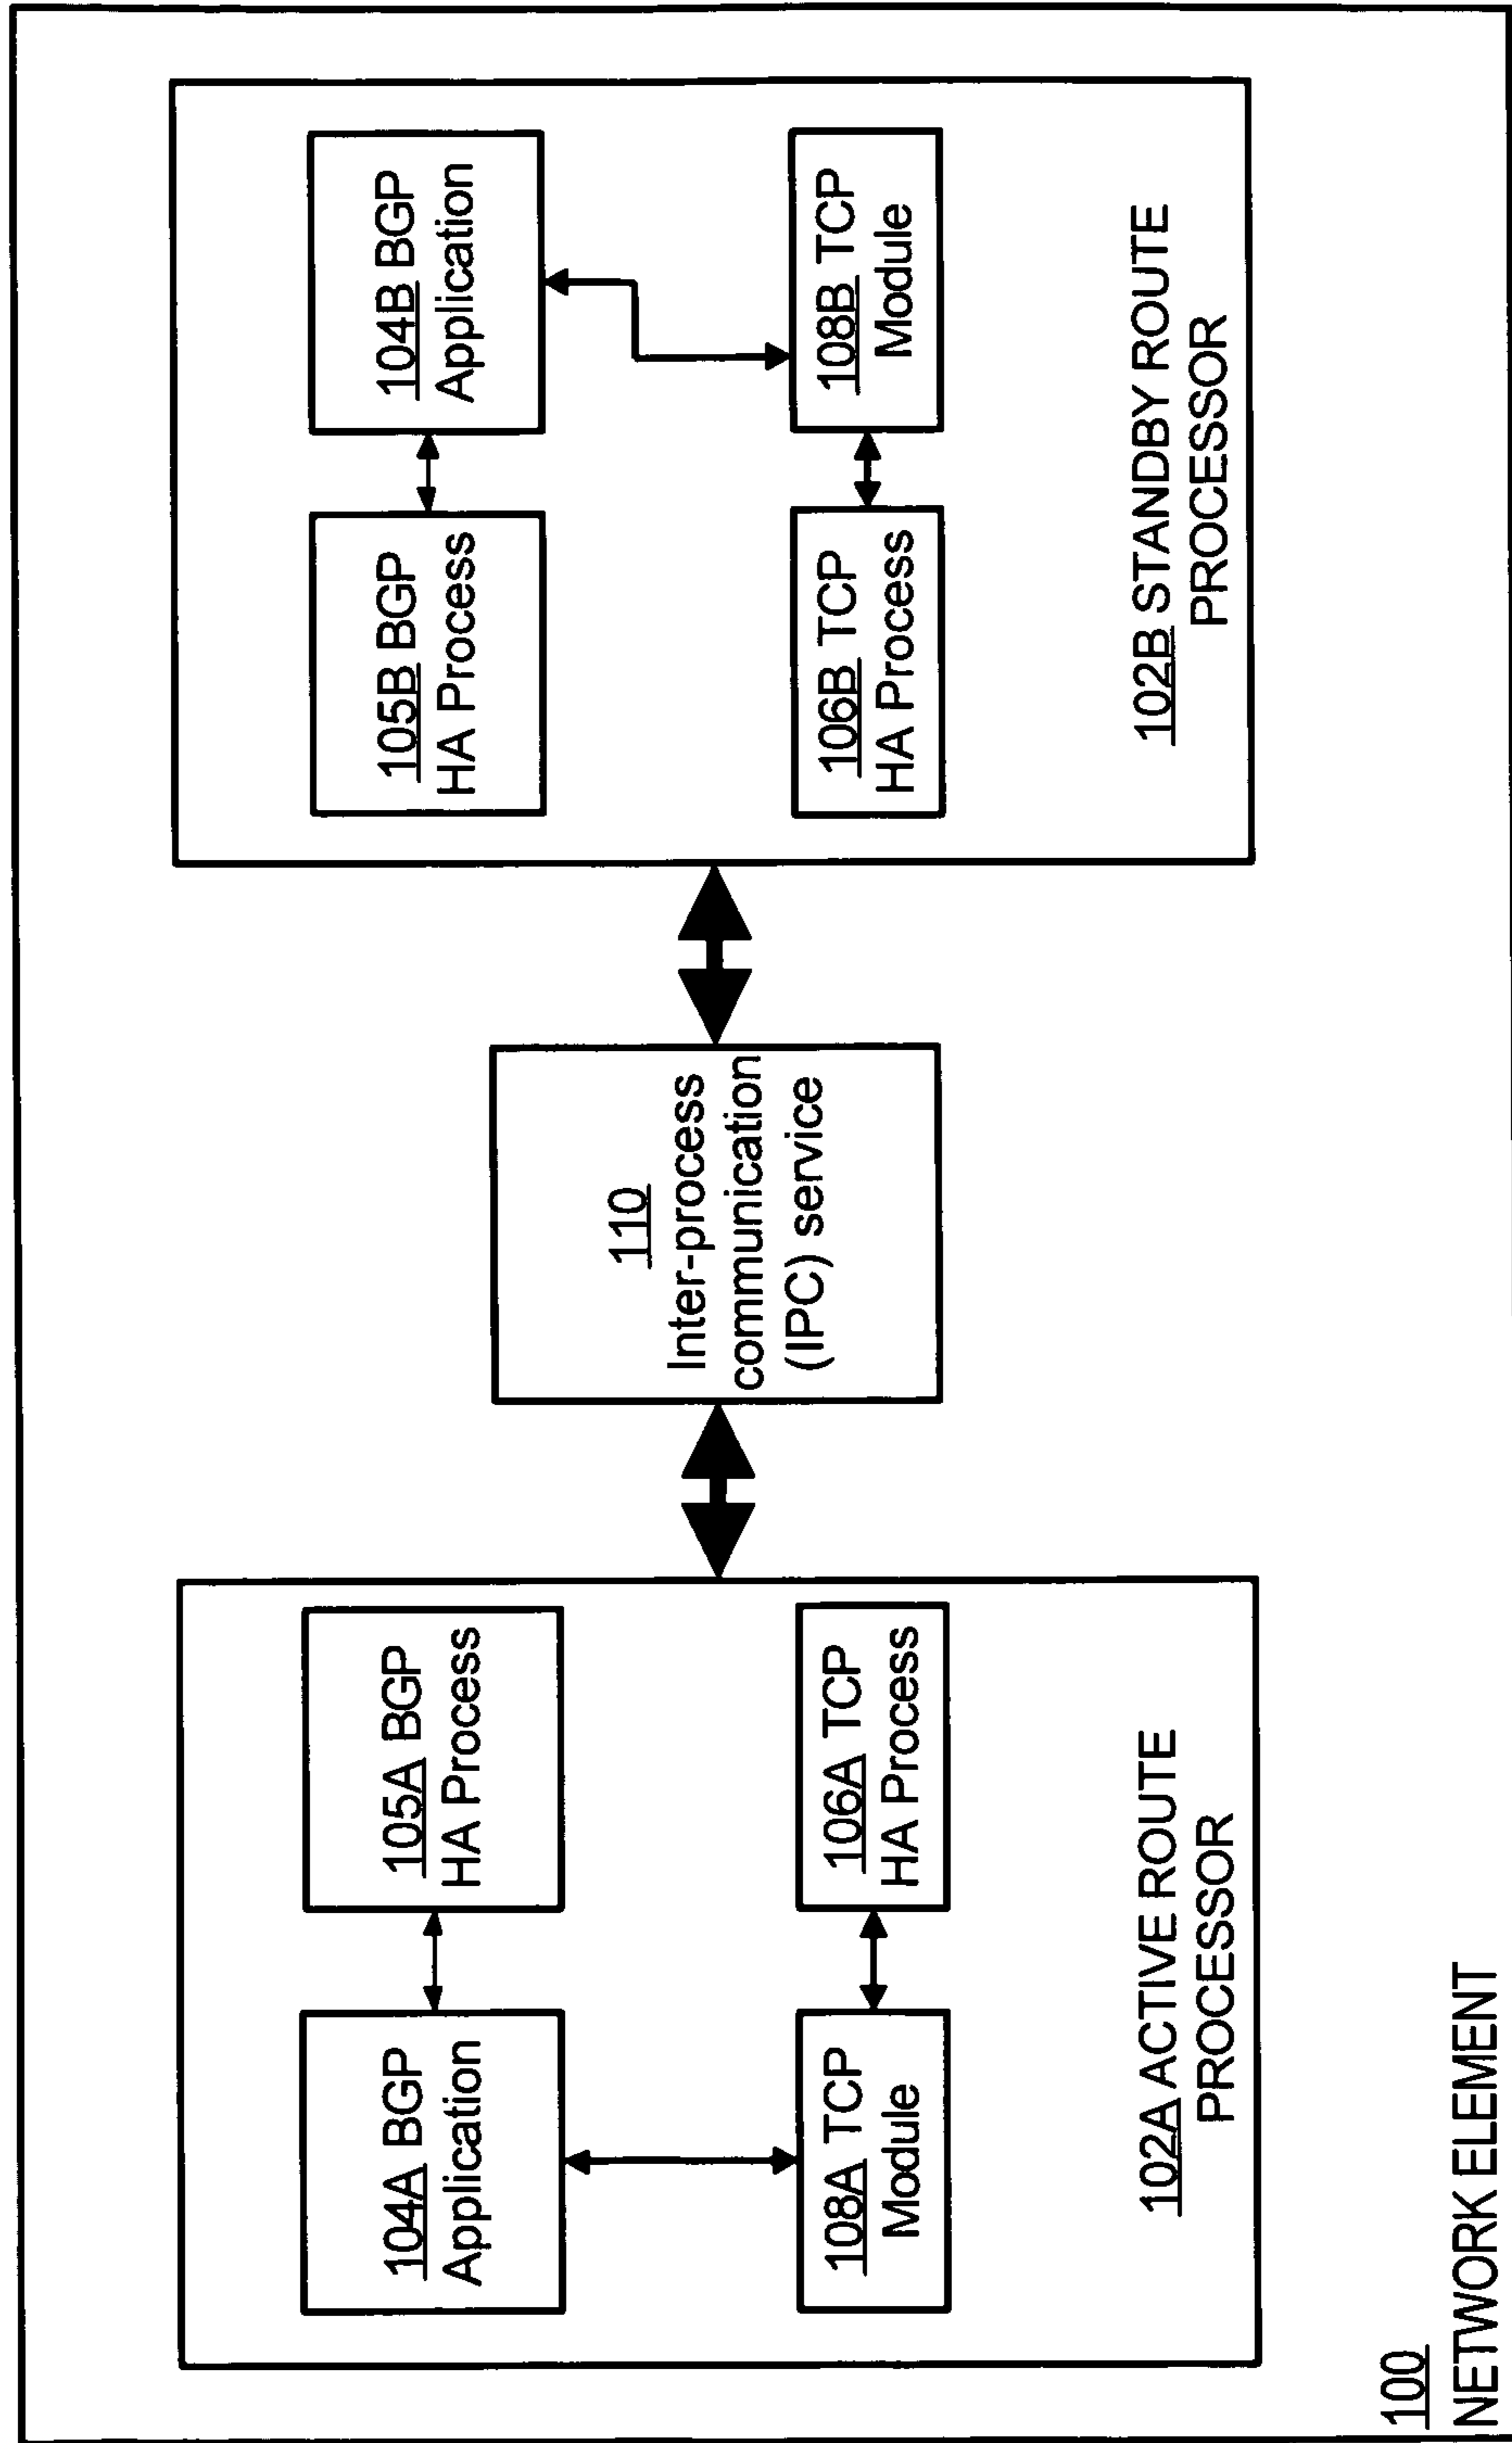 104A BGP
Application
105A BGP
HA Process
108A TCP
Module
106A TCP
HA Process
102A ACTIVE ROUTE
PROCESSOR
110
Inter-process
communication
(IPC) service
105B BGP
HA Process
104B BGP
Application
106B TCP
HA Process
108B TCP
Module
102B STANDBY ROUTE
PROCESSOR
100
NETWORK ELEMENT